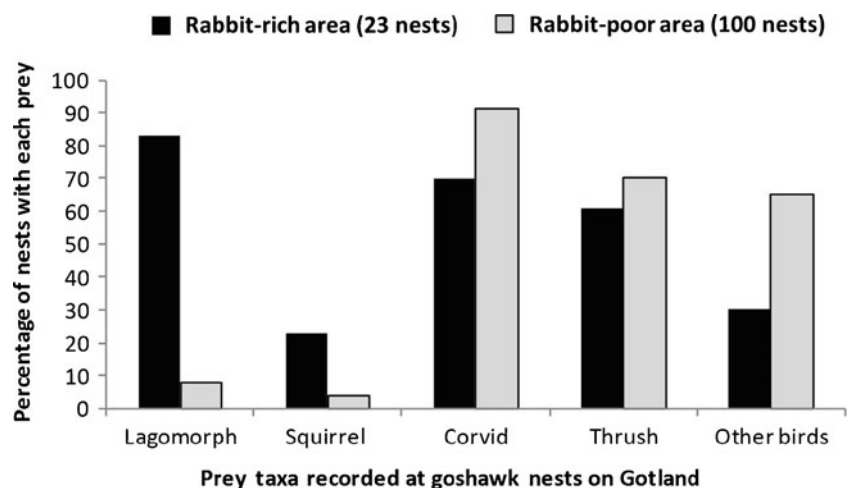 Rabbit-rich area (23 nests) Rabbit-poor area (100 nests)
Percentage of nests with each prey
100
90
80
70
60
50
40
30
20
10
0
Lagomorph Squirrel Corvid Thrush Other birds
Prey taxa recorded at goshawk nests on Gotland